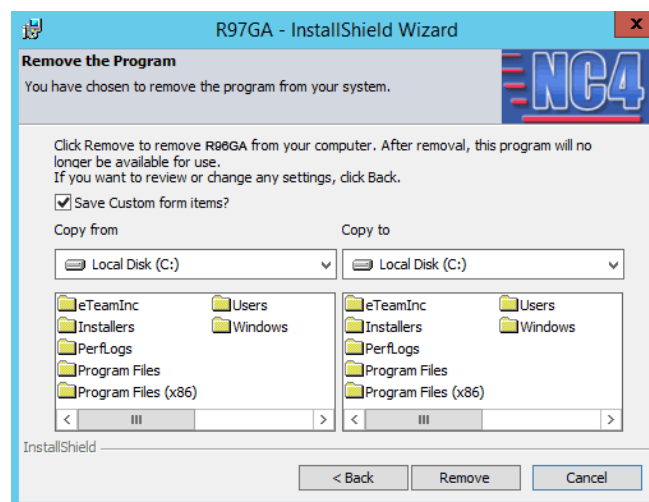 R97GA - InstallShield Wizard
x
Remove the Program
You have chosen to remove the program from your system.
NC4
Click Remove to remove R96GA from your computer. After removal, this program will no
longer be available for use.
If you want to review or change any settings, click Back.
Save Custom form items?
Copy from Copy to
Local Disk (C:) Local Disk (C:)
eTeamInc Users eTeamInc Users
Installers Windows Installers Windows
PerfLogs PerfLogs
Program Files Program Files
Program Files (x86) Program Files (x86)
InstallShield
< Back Remove Cancel